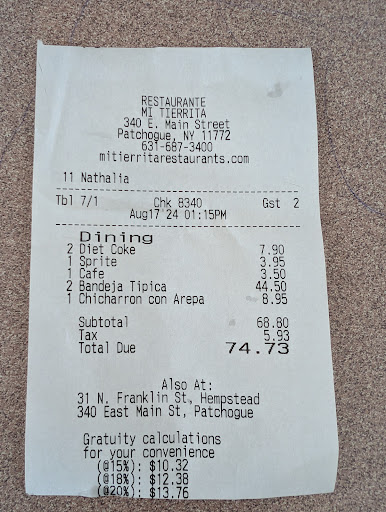 RESTAURANTE
MI TIERRITA
340 E. Main Street
Patchogue, NY 11772
631-687-3400
mitierritarestaurants.com
11 Nathalia
Tbl 7/1 Chk 8340 Gst 2
Aug17'24 01:15PM
Dining
2 Diet Coke 7.90
1 Sprite 3.95
1 Cafe 3.50
2 Bandeja Tipica 44.50
1 Chicharron con Arepa 8.95
Subtotal 68.80
Tax 5.93
Total Due 74.73
Also At:
31 N. Franklin St, Hempstead
340 East Main St, Patchogue
Gratuity calculations
for your convenience
(@15%): $10.32
(@18%): $12.38
(@20%): $13.76